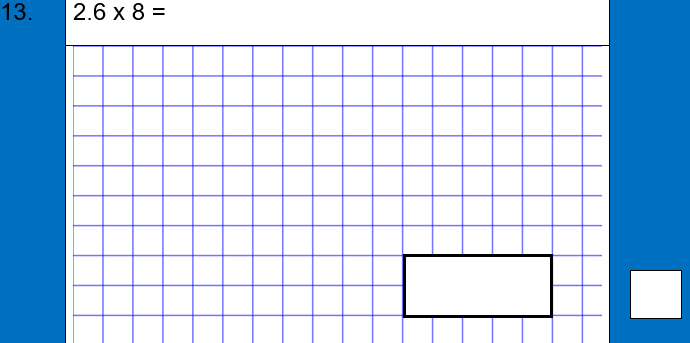 13. 2.6 x 8 =